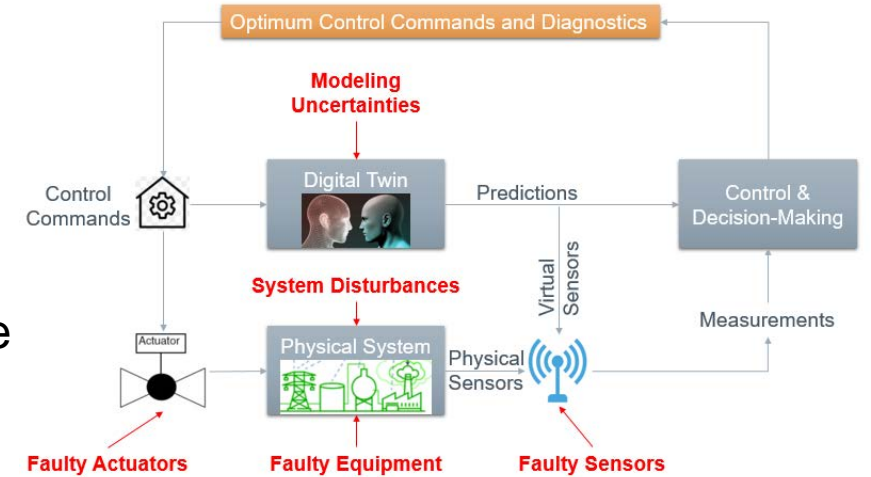 Optimum Control Commands and Diagnostics
Modeling
Uncertainties
Digital Twin
Control
Commands
Predictions
Control &
Decision-Making
Virtual
Sensors
System Disturbances
Measurements
e
Actuator
Physical System
Physical
Sensors
Faulty Actuators
Faulty Equipment
Faulty Sensors